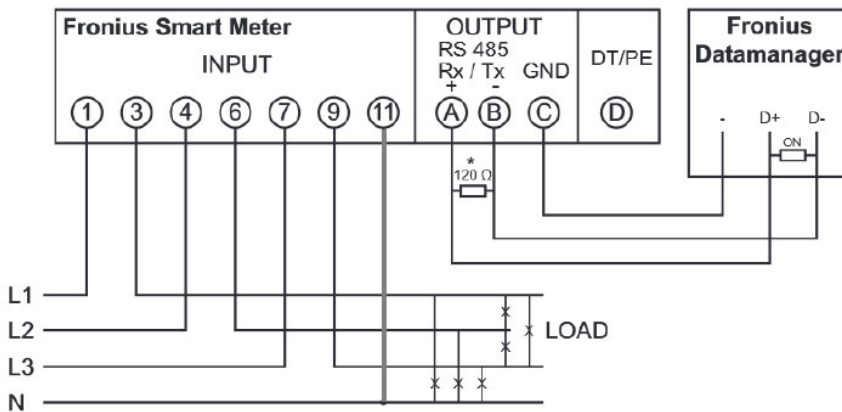 Fronius Smart Meter
INPUT
1 3 4 6 7 9 11
OUTPUT
RS 485
Rx / Tx GND
+ -
A B C
DT/PE
D
Fronius
Datamanager
- D+ D-
ON
*
120 Ω
L1
L2
L3
N
LOAD